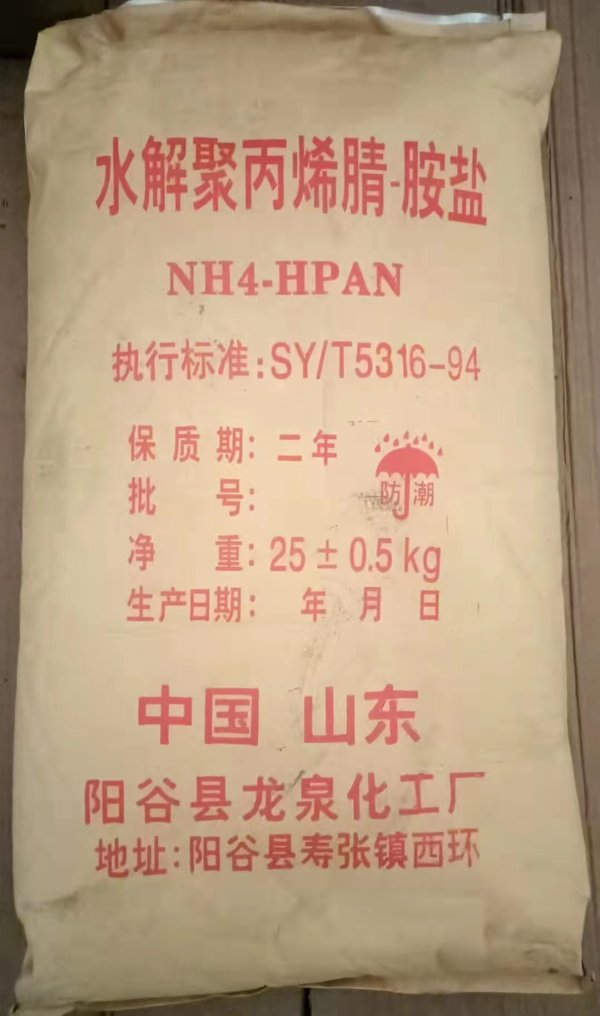 水解聚丙烯腈-胺盐
NH4-HPAN
执行标准:SY/T5316-94
保质期:二年
防潮
批号:
净重:25±0.5kg
生产日期: 年 月 日
中国 山东
阳谷县龙泉化工厂
地址:阳谷县寿张镇西环